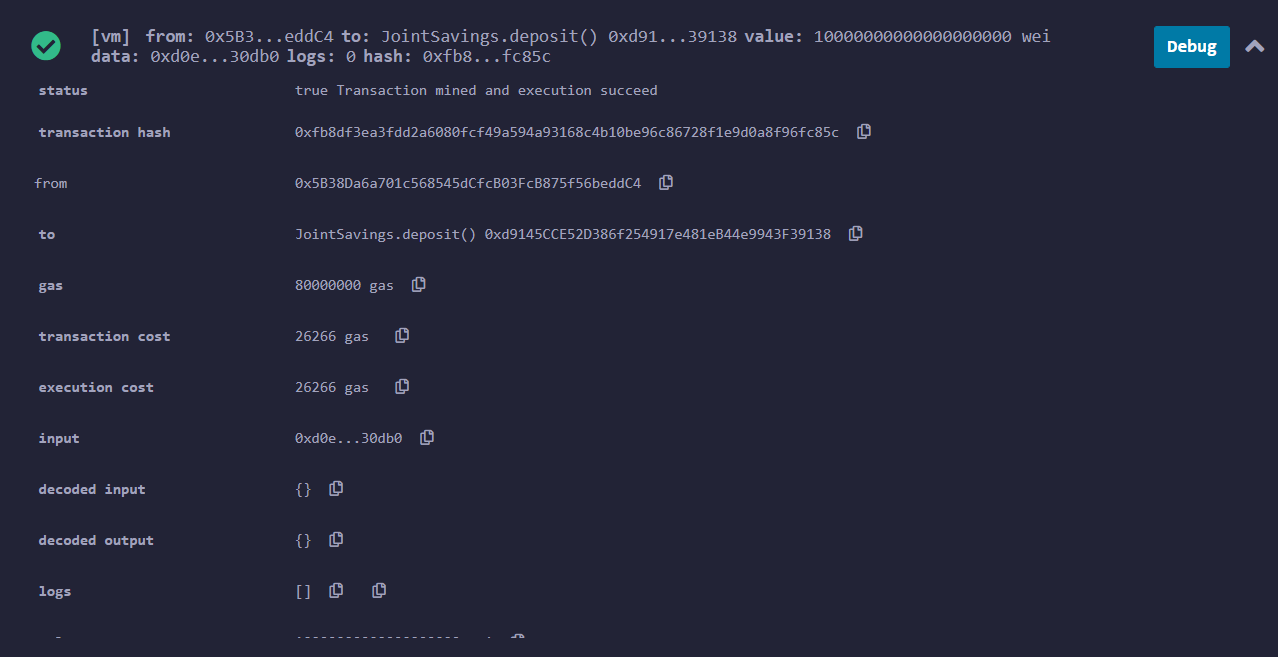 [vm] from: 0x5B3...eddC4 to: JointSavings.deposit() 0xd91...39138 value: 10000000000000000000 wei
data: 0xd0e...30db0 logs: 0 hash: 0xfb8...fc85c
Debug
status true Transaction mined and execution succeed
transaction hash 0xfb8df3ea3fdd2a6080fcf49a594a93168c4b10be96c86728f1e9d0a8f96fc85c
from 0x5B38Da6a701c568545dCfcB03FcB875f56beddC4
to JointSavings.deposit() 0xd9145CCE52D386f254917e481eB44e9943F39138
gas 80000000 gas
transaction cost 26266 gas
execution cost 26266 gas
input 0xd0e...30db0
decoded input {}
decoded output {}
logs []